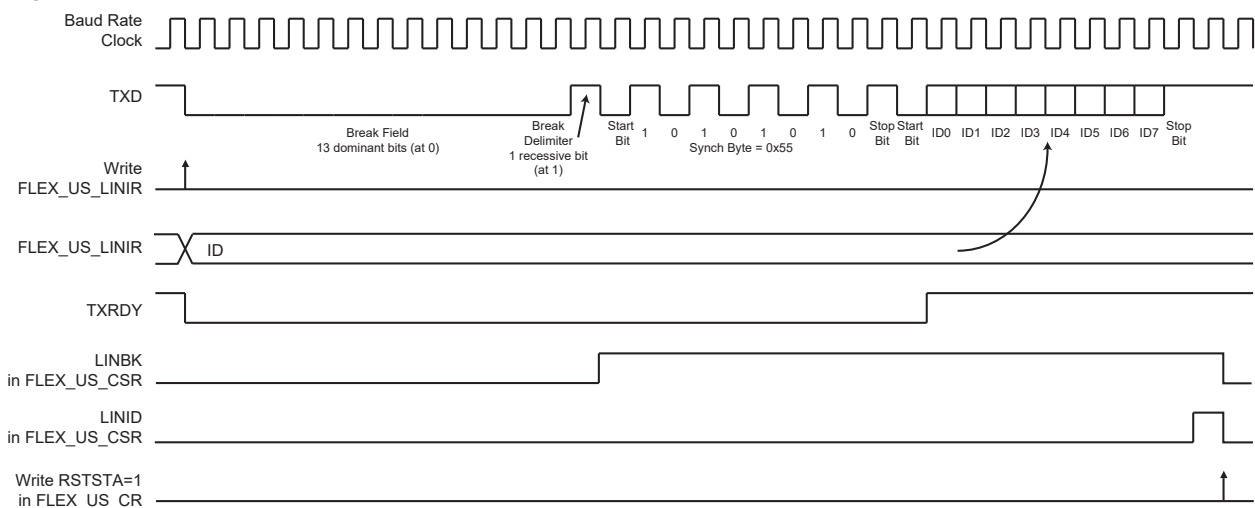 Baud Rate
Clock
TXD
Break Field
13 dominant bits (at 0)
Break
Delimiter
1 recessive bit
(at 1)
Start
Bit
1 0 1 0 1 0 1 0
Synch Byte = 0x55
Stop
Bit
Start
Bit
ID0 ID1 ID2 ID3 ID4 ID5 ID6 ID7
Stop
Bit
Write
FLEX_US_LINIR
FLEX_US_LINIR
ID
TXRDY
LINBK
in FLEX_US_CSR
LINID
in FLEX_US_CSR
Write RSTSTA=1
in FLEX_US_CR